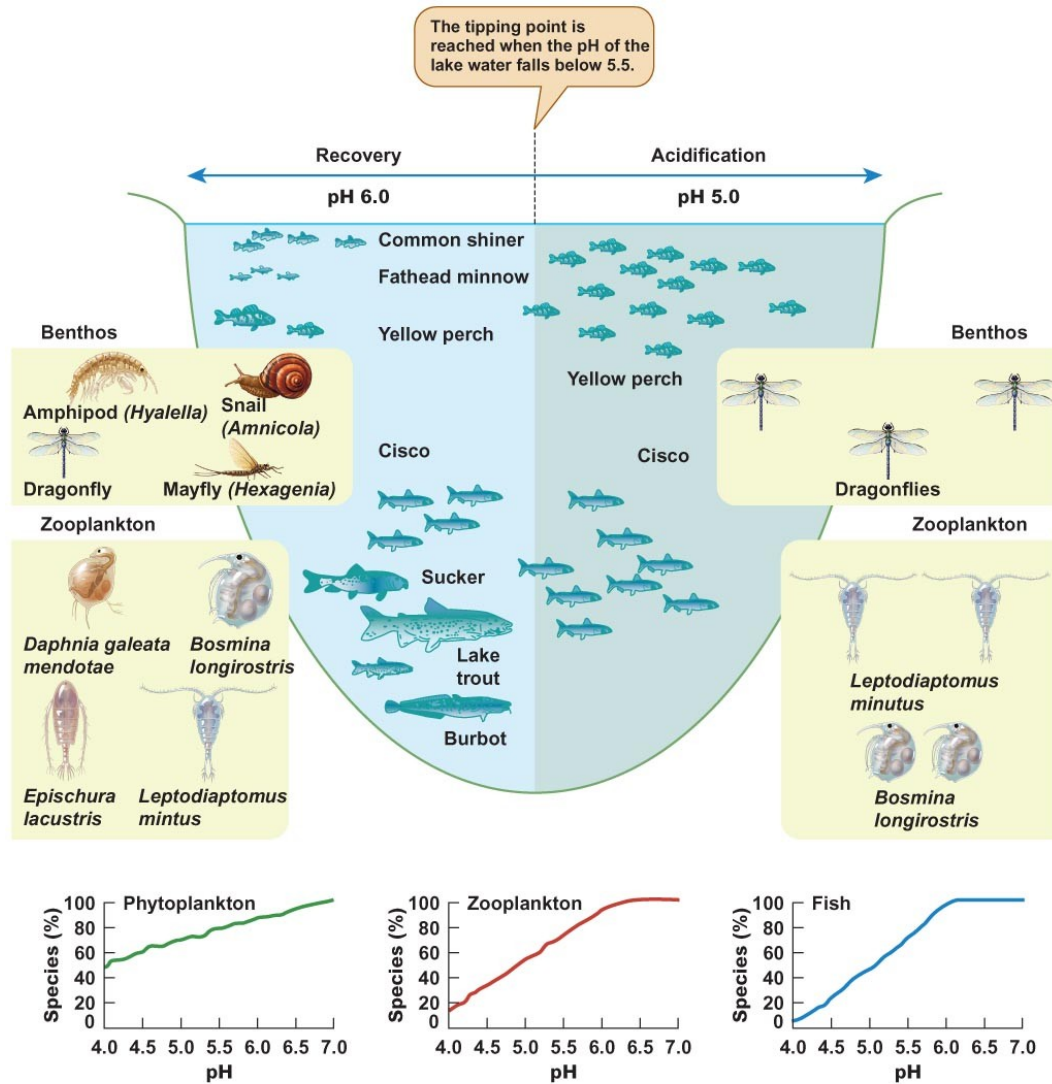 The tipping point is
reached when the pH of the
lake water falls below 5.5.
Recovery
Acidification
pH 6.0
pH 5.0
Common shiner
Fathead minnow
Yellow perch
Benthos
Amphipod (Hyalella)
Snail
(Amnicola)
Dragonfly
Mayfly (Hexagenia)
Cisco
Zooplankton
Daphnia galeata
mendotae
Bosmina
longirostris
Epischura
lacustris
Leptodiaptomus
mintus
Sucker
Lake
trout
Burbot
Yellow perch
Cisco
Benthos
Dragonflies
Zooplankton
Leptodiaptomus
minutus
Bosmina
longirostris
Phytoplankton
Species (%)
100
80
60
40
20
0
4.0 4.5 5.0 5.5 6.0 6.5 7.0
pH
Zooplankton
Species (%)
100
80
60
40
20
0
4.0 4.5 5.0 5.5 6.0 6.5 7.0
pH
Fish
Species (%)
100
80
60
40
20
0
4.0 4.5 5.0 5.5 6.0 6.5 7.0
pH